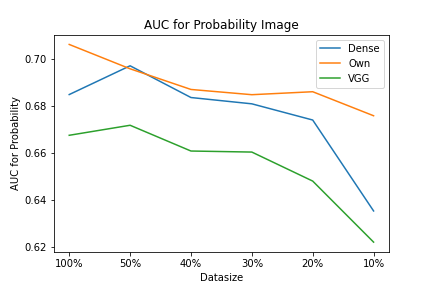 AUC for Probability Image
Dense
Own
VGG
AUC for Probability
0.70
0.68
0.66
0.64
0.62
100% 50% 40% 30% 20% 10%
Datasize